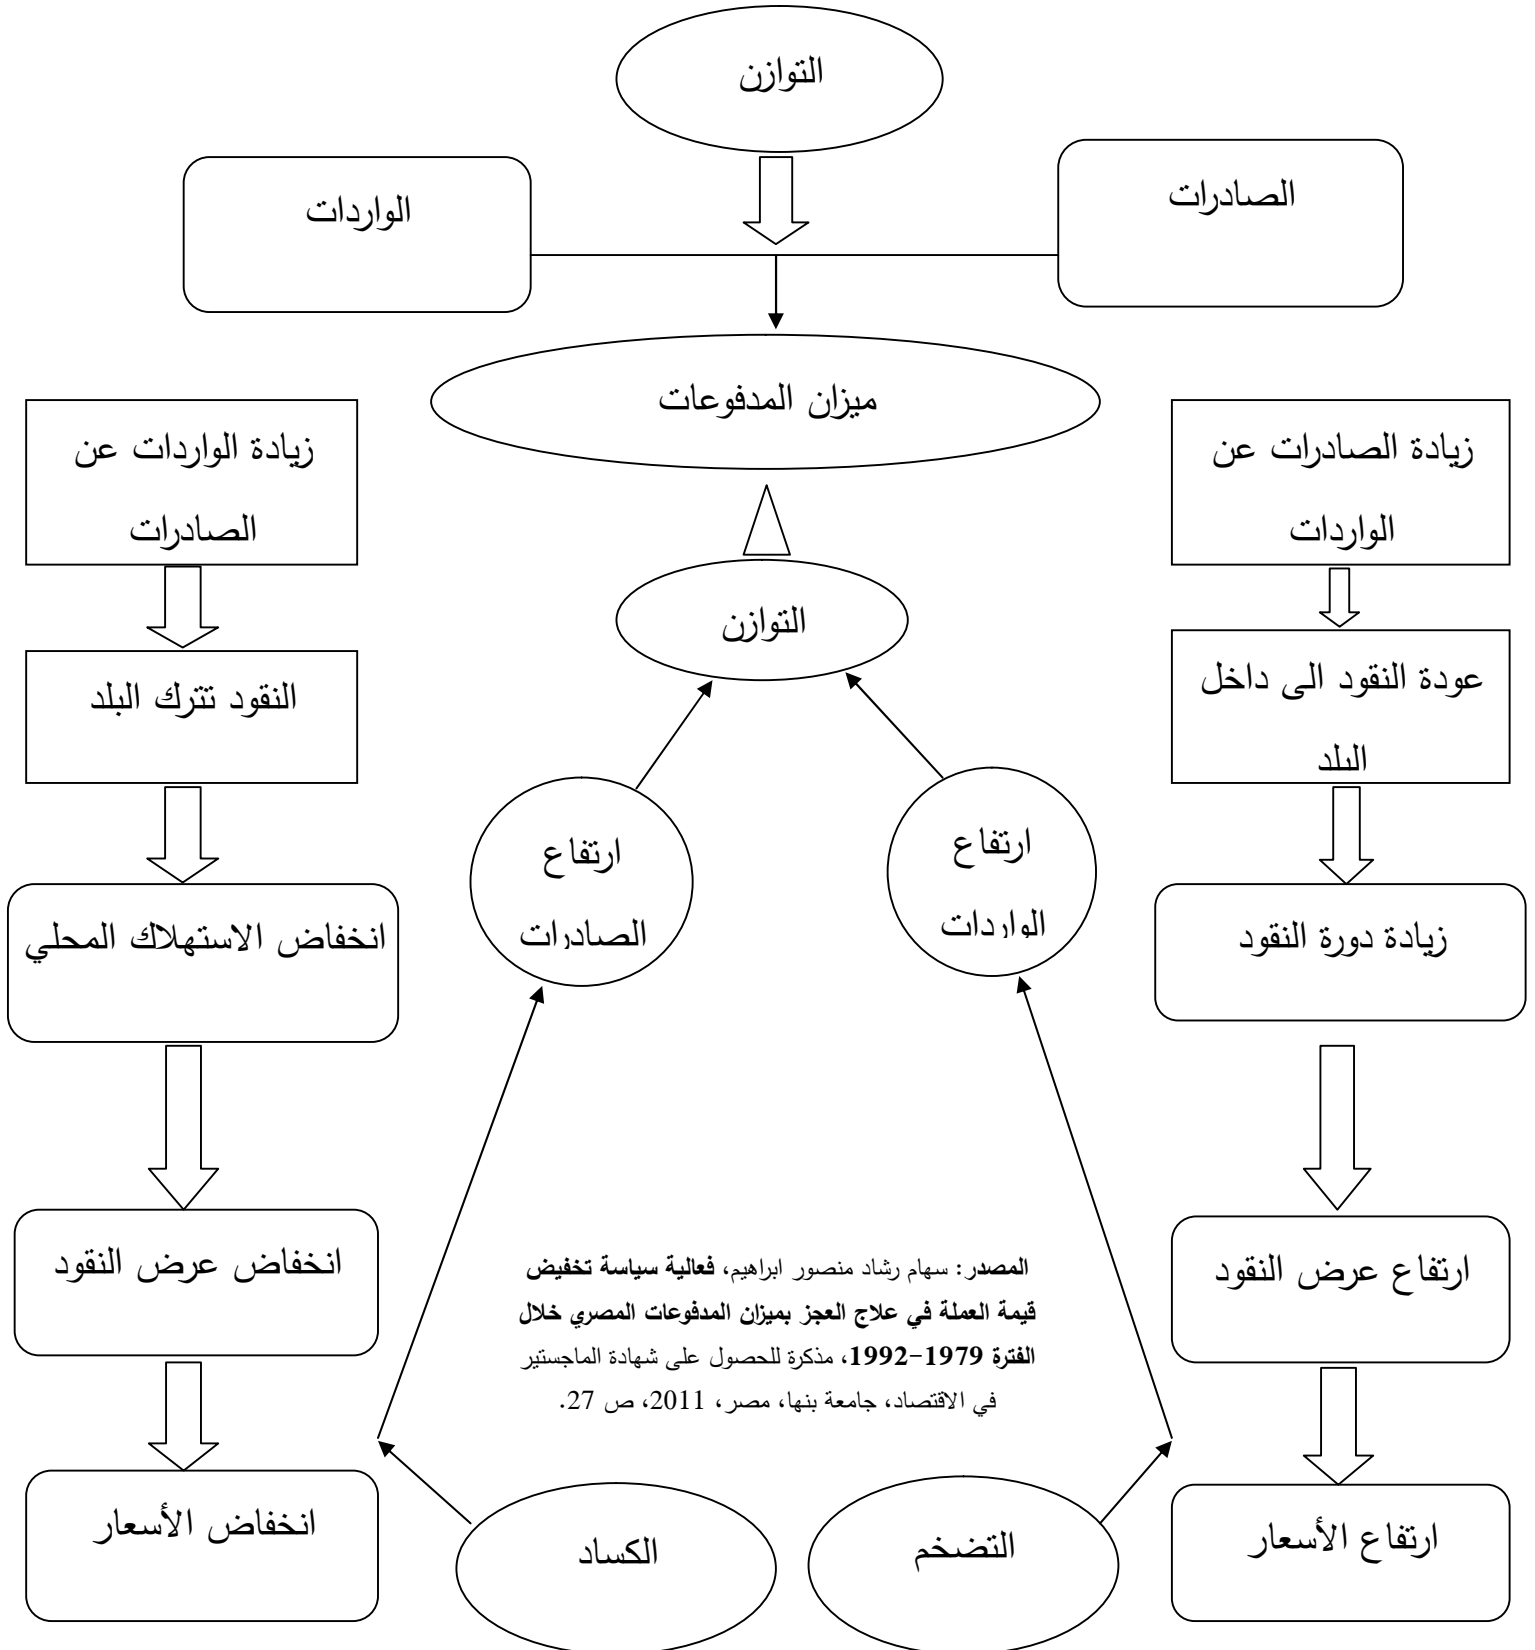 التوازن
الصادرات
الواردات
ميزان المدفوعات
زيادة الصادرات عن
الواردات
زيادة الواردات عن
الصادرات
التوازن
عودة النقود الى داخل
البلد
النقود تترك البلد
ارتفاع
الواردات
ارتفاع
الصادرات
زيادة دورة النقود
انخفاض الاستهلاك المحلي
ارتفاع عرض النقود
انخفاض عرض النقود
المصدر: سهام رشاد منصور ابراهيم، فعالية سياسة تخفيض
قيمة العملة في علاج العجز بميزان المدفوعات المصري خلال
الفترة 1979-1992، مذكرة للحصول على شهادة الماجستير
في الاقتصاد، جامعة بنها، مصر، 2011، ص 27.
ارتفاع الأسعار
التضخم
الكساد
انخفاض الأسعار